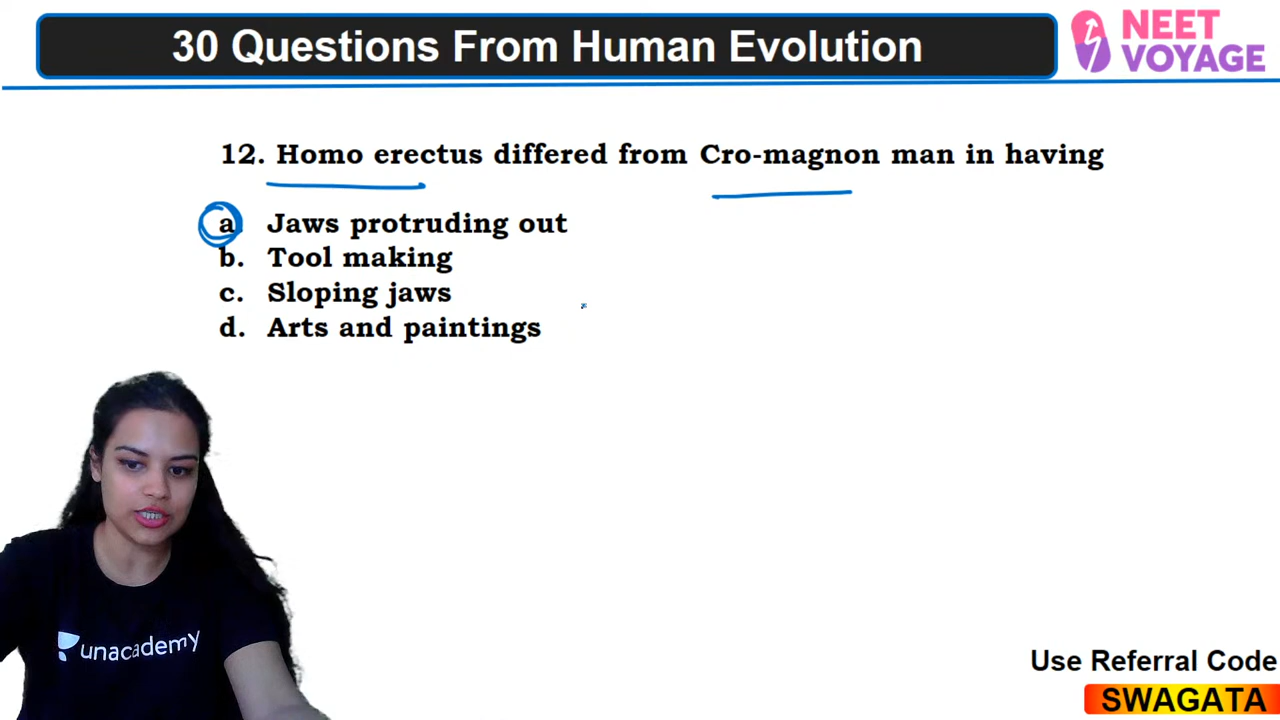 30 Questions From Human Evolution
NEET
VOYAGE
12. Homo erectus differed from Cro-magnon man in having
a. Jaws protruding out
b. Tool making
c. Sloping jaws
d. Arts and paintings
unacademy
Use Referral Code
SWAGATA